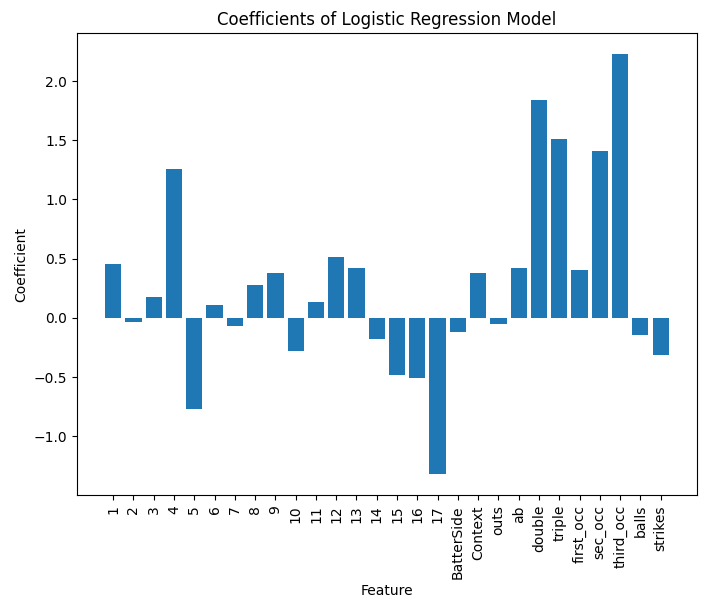 Coefficients of Logistic Regression Model
Coefficient
2.0
1.5
1.0
0.5
0.0
−0.5
−1.0
1
2
3
4
5
6
7
8
9
10
11
12
13
14
15
16
17
BatterSide
Context
outs
ab
double
triple
first_occ
sec_occ
third_occ
balls
strikes
Feature